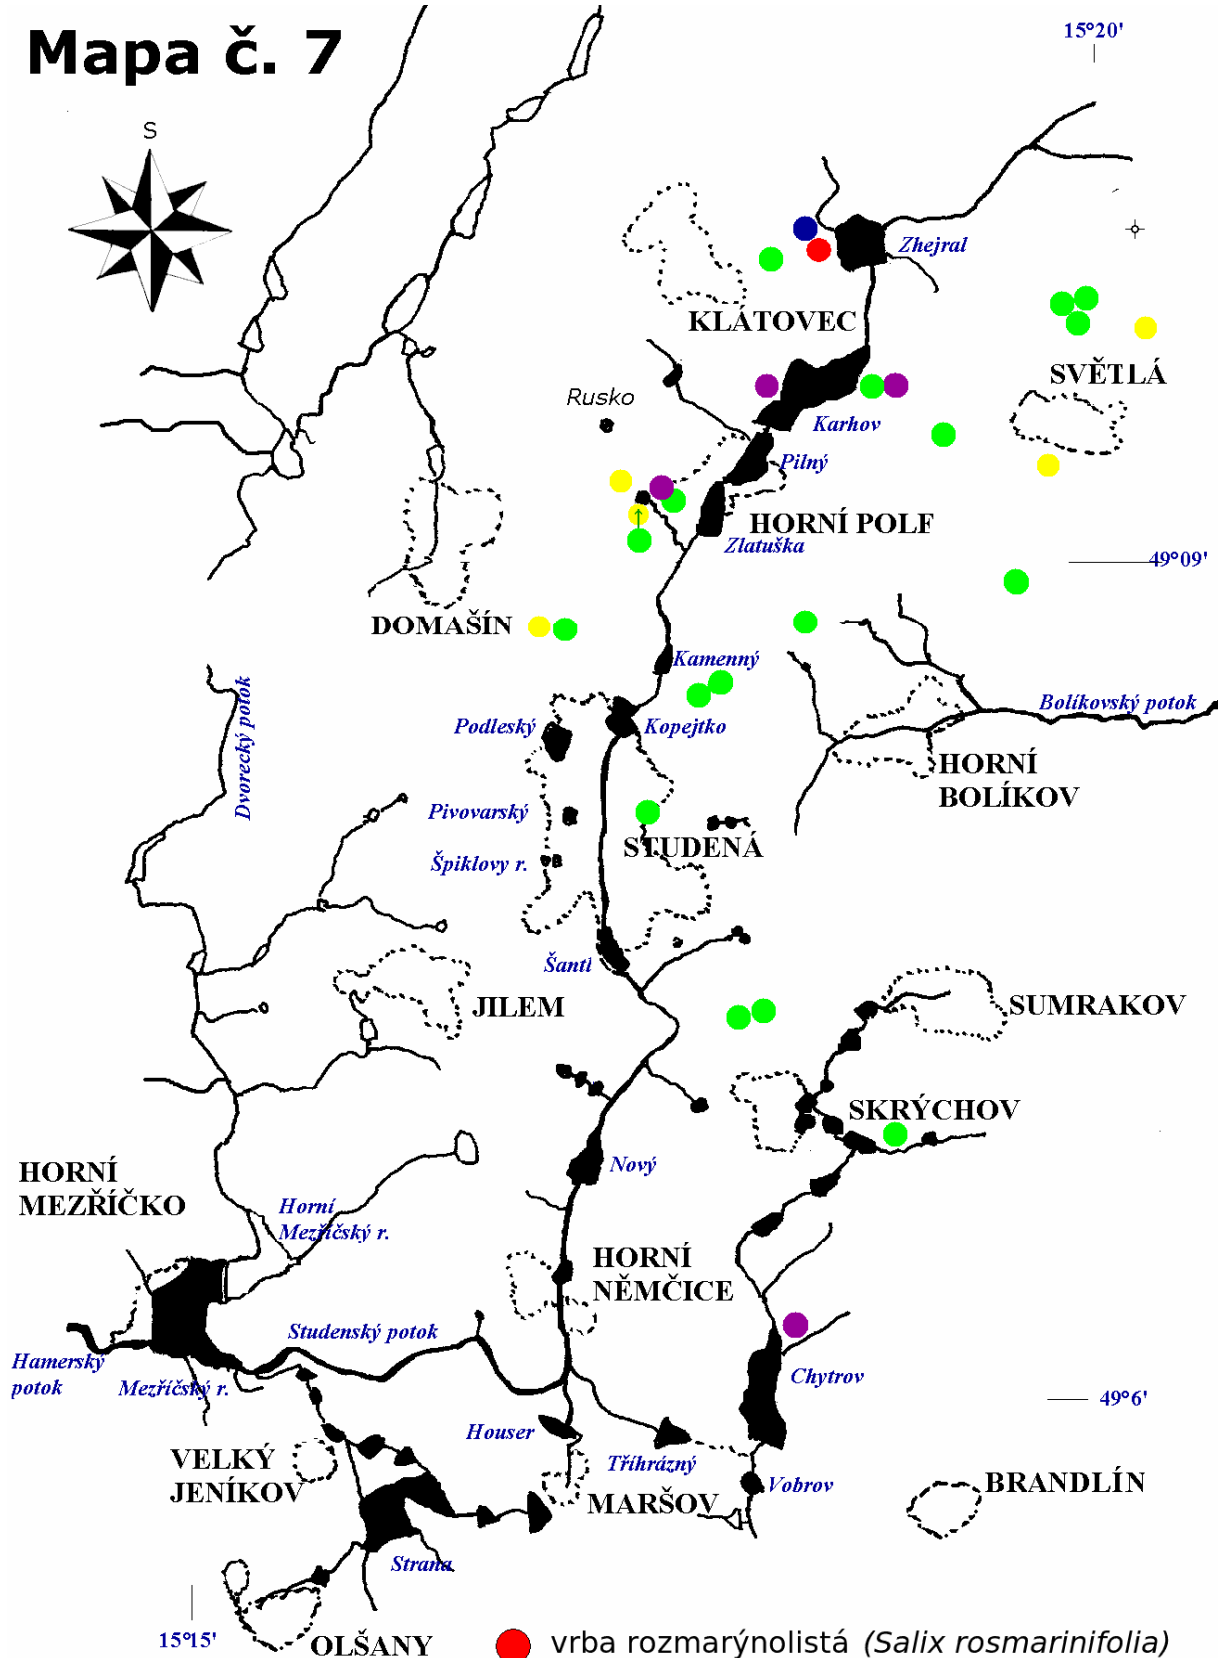 Mapa č. 7
15°20'
S
Zhejral
KLÁTOVEC
SVĚTLÁ
Rusko
Karhov
Pilný
HORNÍ POLE
Zlatuška
49°09'
DOMAŠÍN
Kamenný
Dvorecký potok
Podleský
Kopejtko
Bolíkovský potok
HORNÍ
BOLÍKOV
Pivovarský
STUDENÁ
Špiklovy r.
Šantl
JILEM
SUMRAKOV
SKRÝCHOV
Nový
HORNÍ
MEZŘÍČKO
Horní
Mezříčský r.
HORNÍ
NĚMČICE
Studenský potok
Hamerský
potok
Mezříčský r.
Chytrov
49°6'
Houser
Tříhrázný
VELKÝ
JENÍKOV
MARŠOV
Vobrov
BRANDLÍN
Strana
15°15'
OLŠANY
vrba rozmarýnolistá (Salix rosmarinifolia)